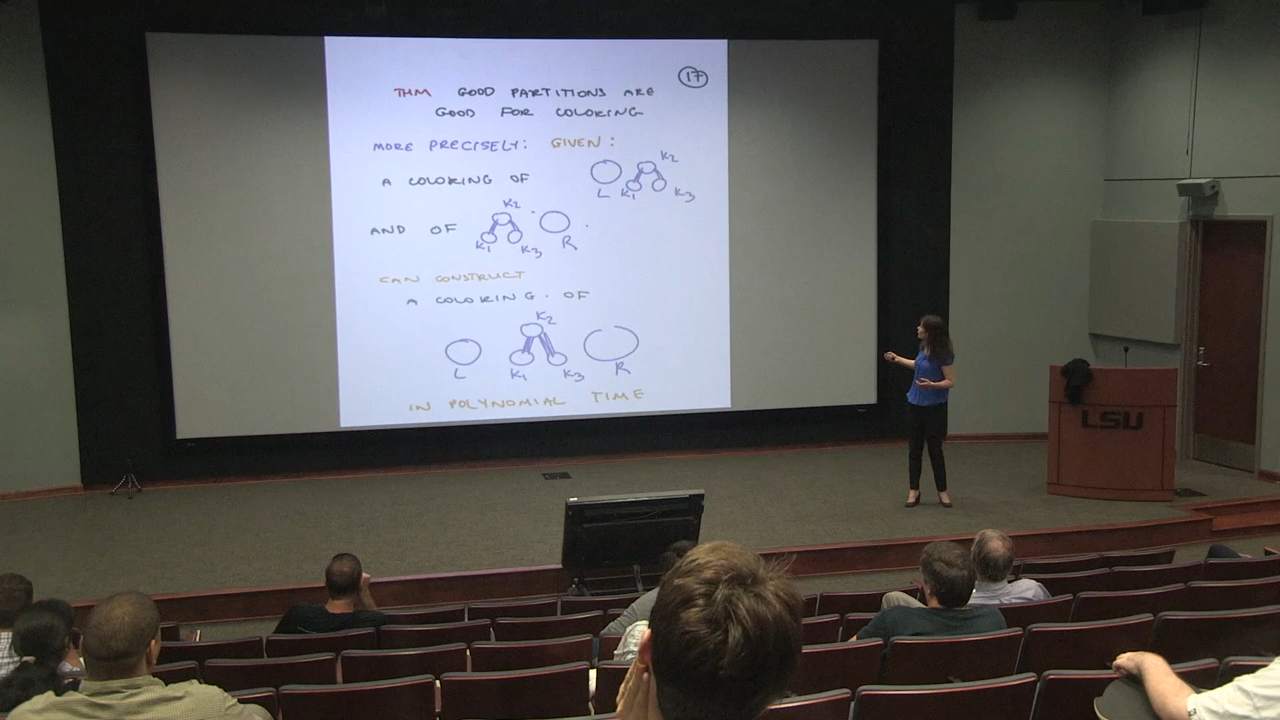 17
THM GOOD PARTITIONS ARE
GOOD FOR COLORING
MORE PRECISELY: GIVEN:
A COLORING OF
L K1 K2 K3
AND OF
K1 K2 K3 R
CAN CONSTRUCT
A COLORING OF
L K1 K2 K3 R
IN POLYNOMIAL TIME
LSU